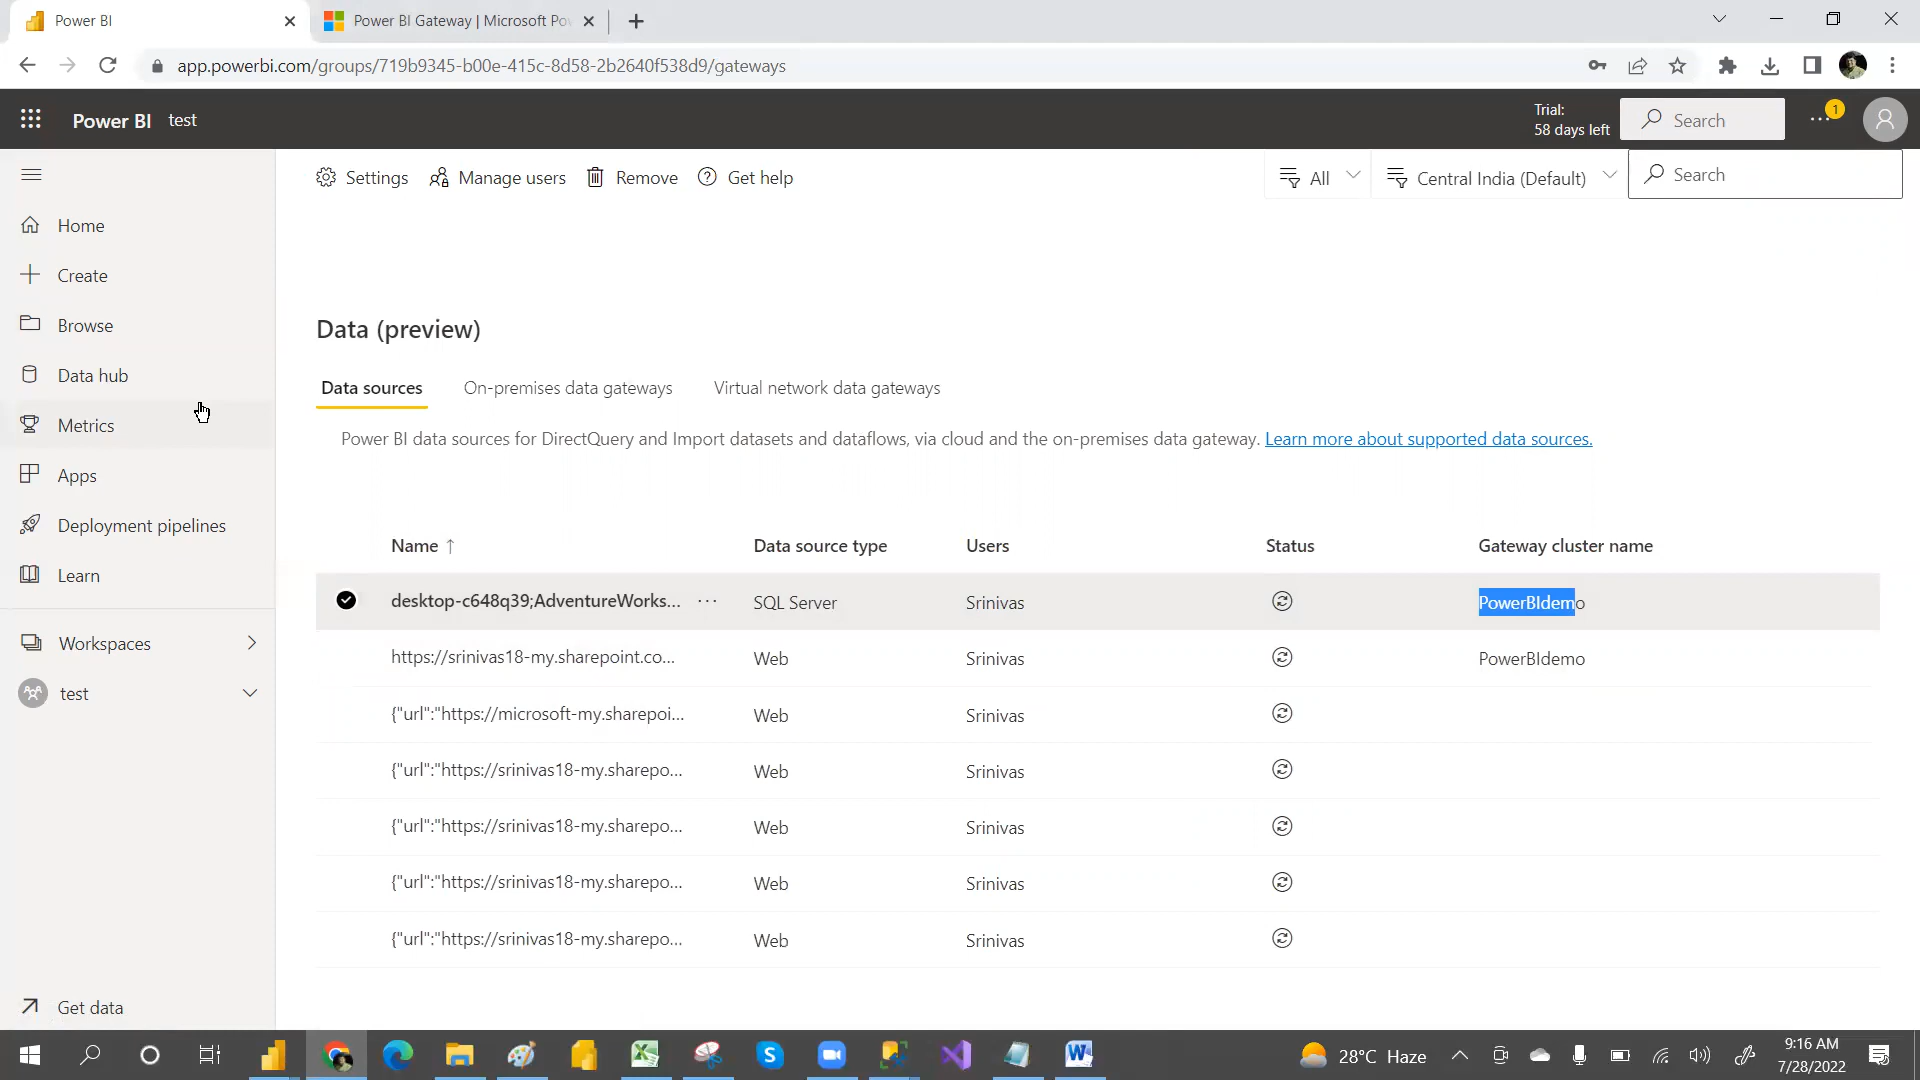 Power BI
Power BI Gateway | Microsoft Po
app.powerbi.com/groups/719b9345-b00e-415c-8d58-2b2640f538d9/gateways
Power BI test
Trial:
58 days left
Search
1
Settings
Manage users
Remove
Get help
All
Central India (Default)
Search
Home
Create
Browse
Data hub
Metrics
Apps
Deployment pipelines
Learn
Workspaces
test
Get data
Data (preview)
Data sources
On-premises data gateways
Virtual network data gateways
Power BI data sources for DirectQuery and Import datasets and dataflows, via cloud and the on-premises data gateway. Learn more about supported data sources.
Name ↑ Data source type Users Status Gateway cluster name
desktop-c648q39;AdventureWorks... ... SQL Server Srinivas PowerBIdemo
https://srinivas18-my.sharepoint.co... Web Srinivas PowerBIdemo
{"url":"https://microsoft-my.sharepoi... Web Srinivas
{"url":"https://srinivas18-my.sharepo... Web Srinivas
{"url":"https://srinivas18-my.sharepo... Web Srinivas
{"url":"https://srinivas18-my.sharepo... Web Srinivas
{"url":"https://srinivas18-my.sharepo... Web Srinivas
28°C Haze
9:16 AM
7/28/2022